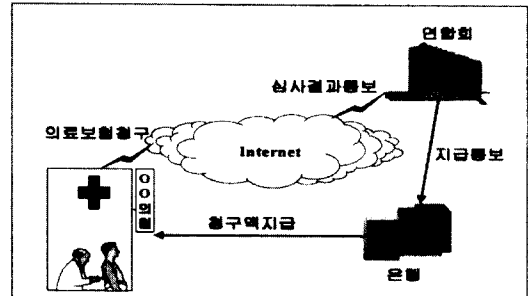 연합회
심사결과통보
의료보험청구
Internet
지급통보
OO의원
청구액지급
은행